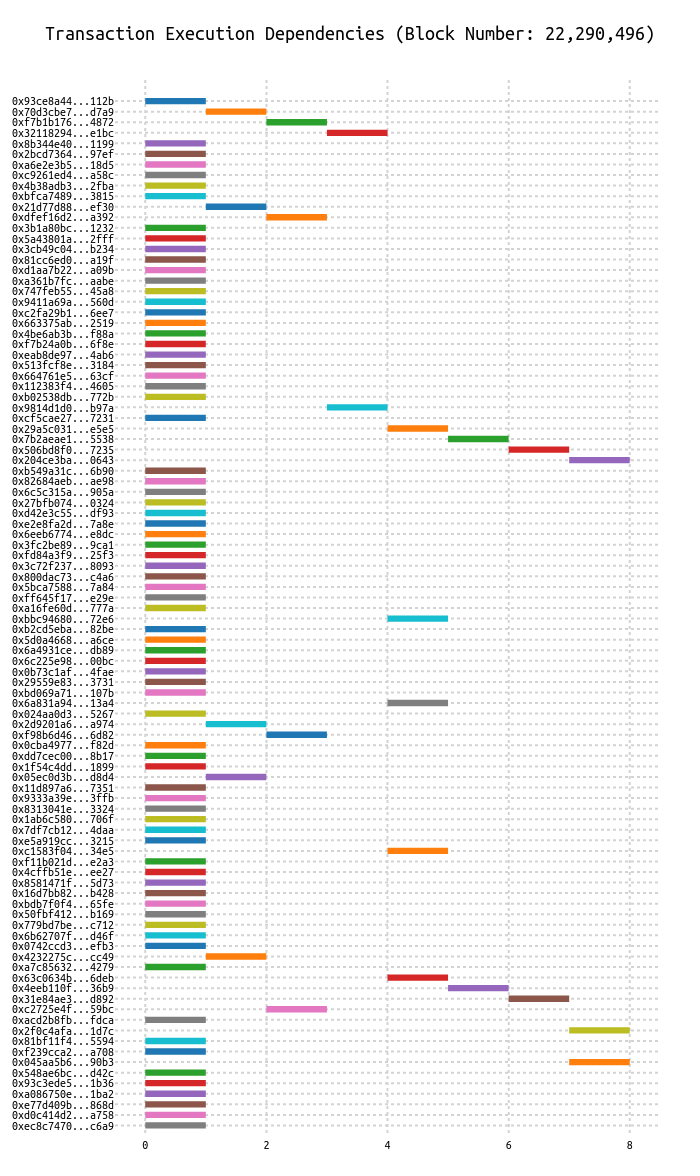 Transaction Execution Dependencies (Block Number: 22,290,496)
0x93ce8a44...112b
0x70d3cbe7...d7a9
0xf7b1b176...4872
0x32118294...e1bc
0x8b344e40...1199
0x2bcd7364...97ef
0xa6e2e3b5...18d5
0xc9261ed4...a58c
0x4b38adb3...2fba
0xbfca7489...3815
0x21d77d88...ef30
0xdfef16d2...a392
0x3b1a80bc...1232
0x5a43801a...2fff
0x3cb49c04...b234
0x81cc6ed0...a19f
0xd1aa7b22...a09b
0xa361b7fc...aabe
0x747feb55...45a8
0x9411a69a...560d
0xc2fa29b1...6ee7
0x663375ab...2519
0x4be6ab3b...f88a
0xf7b24a0b...6f8e
0xeab8de97...4ab6
0x513fcf8e...3184
0x664761e5...63cf
0x112383f4...4605
0xb02538db...772b
0x9814d1d0...b97a
0xcf5cae27...7231
0x29a5c031...e5e5
0x7b2aeae1...5538
0x506bd8f0...7235
0x204ce3ba...0643
0xb549a31c...6b90
0x82684aeb...ae98
0x6c5c315a...905a
0x27bfb074...0324
0xd42e3c55...df93
0xe2e8fa2d...7a8e
0x6eeb6774...e8dc
0x3fc2be89...9ca1
0xfd84a3f9...25f3
0x3c72f237...8093
0x800dac73...c4a6
0x5bca7588...7a84
0xff645f17...e29e
0xa16fe60d...777a
0xbbc94680...72e6
0xb2cd5eba...82be
0x5d0a4668...a6ce
0x6a4931ce...db89
0x6c225e98...00bc
0x0b73c1af...4fae
0x29559e83...3731
0xbd069a71...107b
0x6a831a94...13a4
0x024aa0d3...5267
0x2d9201a6...a974
0xf98b6d46...6d82
0x0cba4977...f82d
0xdd7cec00...8b17
0x1f54c4dd...1899
0x05ec0d3b...d8d4
0x11d897a6...7351
0x9333a39e...3ffb
0x8313041e...3324
0x1ab6c580...706f
0x7df7cb12...4daa
0xe5a919cc...3215
0xc1583f04...34e5
0xf11b021d...e2a3
0x4cffb51e...ee27
0x8581471f...5d73
0x16d7bb82...b428
0xbdb7f0f4...65fe
0x50fbf412...b169
0x779bd7be...c712
0x6b62707f...d46f
0x0742ccd3...efb3
0x4232275c...cc49
0xa7c85632...4279
0x63c0634b...6deb
0x4eeb110f...36b9
0x31e84ae3...d892
0xc2725e4f...59bc
0xacd2b8fb...fdca
0x2f0c4afa...1d7c
0x81bf11f4...5594
0xf239cca2...a708
0x045aa5b6...90b3
0x548ae6bc...d42c
0x93c3ede5...1b36
0xa086750e...1ba2
0xe77d409b...868d
0xd0c414d2...a758
0xec8c7470...c6a9
0 2 4 6 8